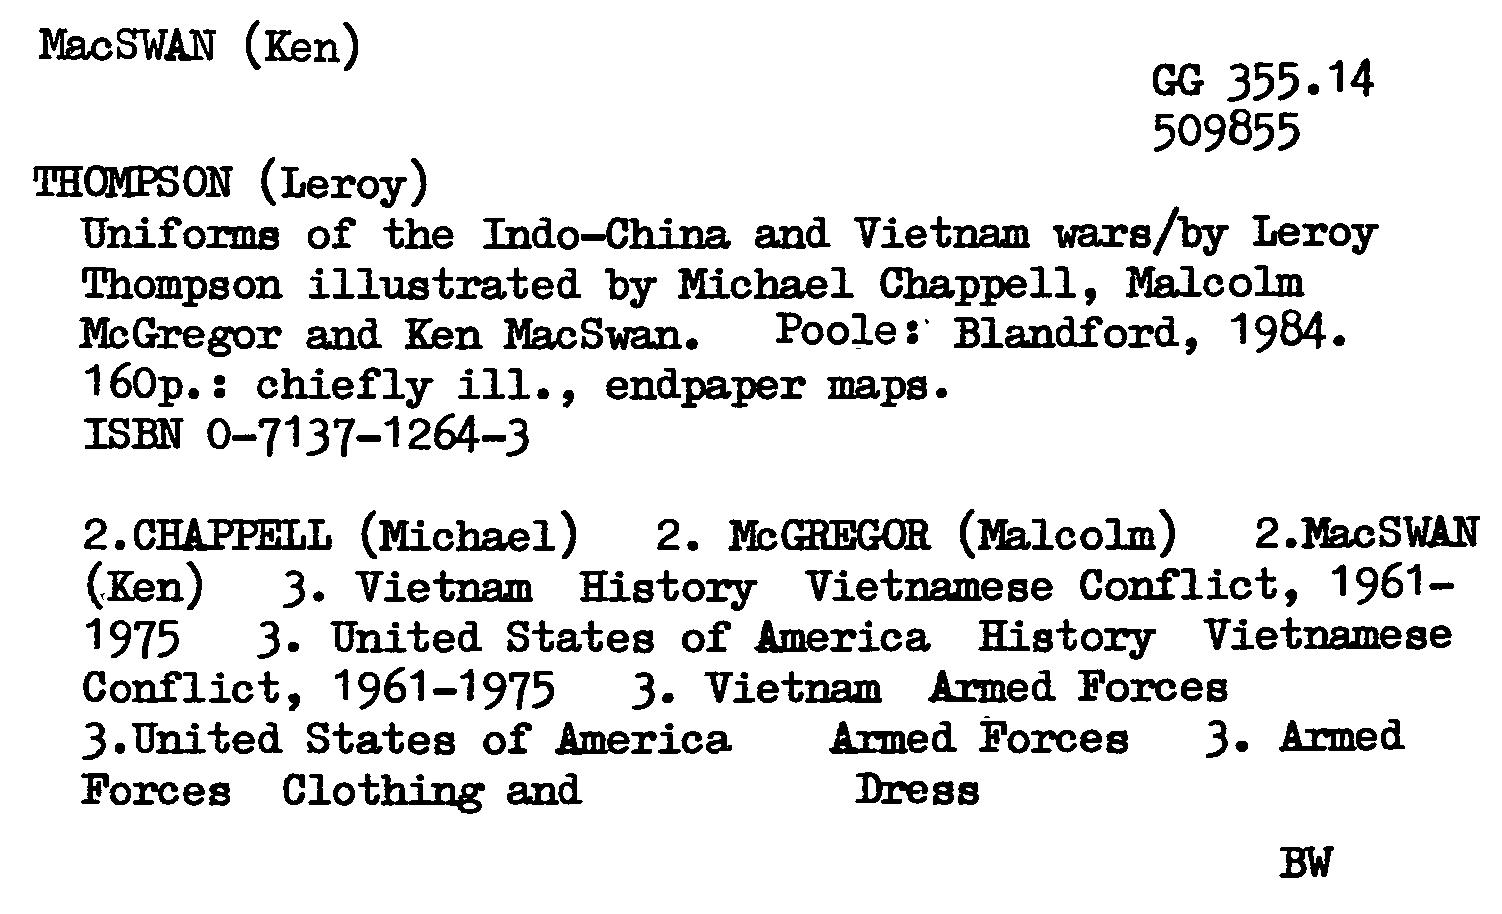 MacSWAN (Ken)
GG 355.14
509855
THOMPSON (Leroy)
Uniforms of the Indo-China and Vietnam wars/by Leroy
Thompson illustrated by Michael Chappell, Malcolm
McGregor and Ken MacSwan. Poole: Blandford, 1984.
160p.: chiefly ill., endpaper maps.
ISBN 0-7137-1264-3
2.CHAPPELL (Michael) 2. McGREGOR (Malcolm) 2.MacSWAN
(Ken) 3. Vietnam History Vietnamese Conflict, 1961-
1975 3. United States of America History Vietnamese
Conflict, 1961-1975 3. Vietnam Armed Forces
3.United States of America Armed Forces 3. Armed
Forces Clothing and Dress
BW